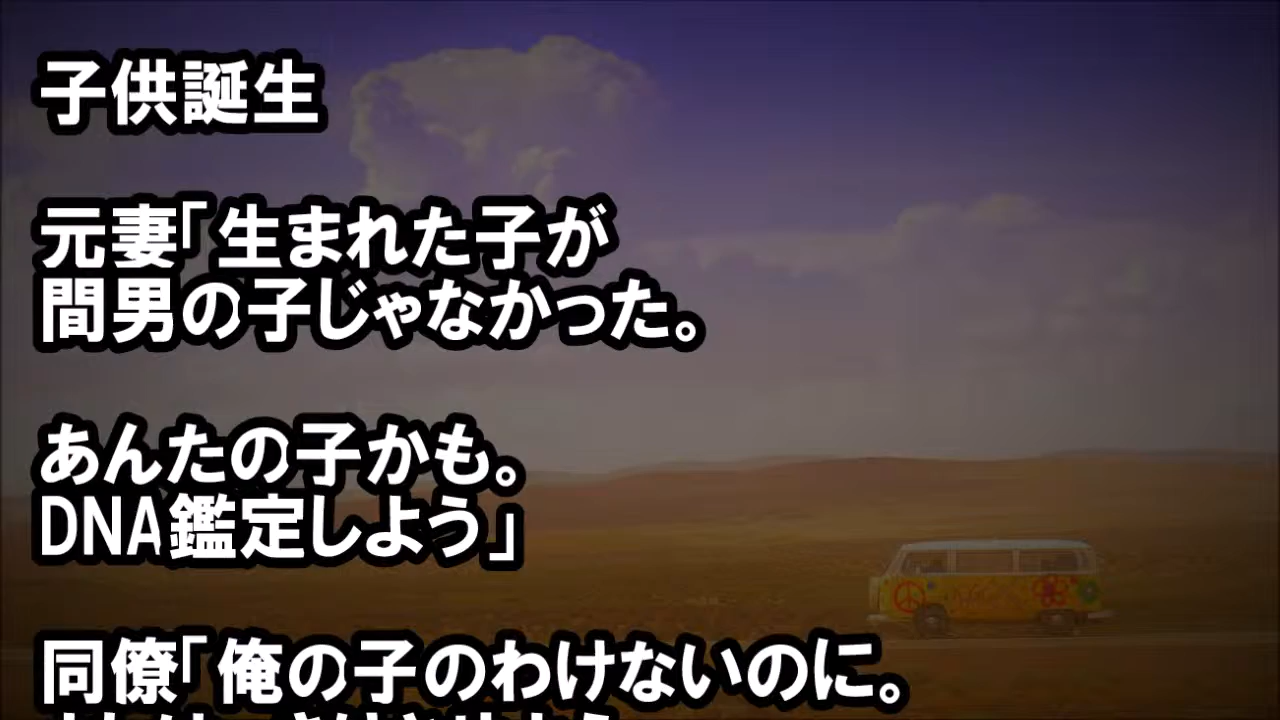 子供誕生
元妻「生まれた子が
間男の子じゃなかった。
あんたの子かも。
DNA鑑定しよう」
同僚「俺の子のわけないのに。